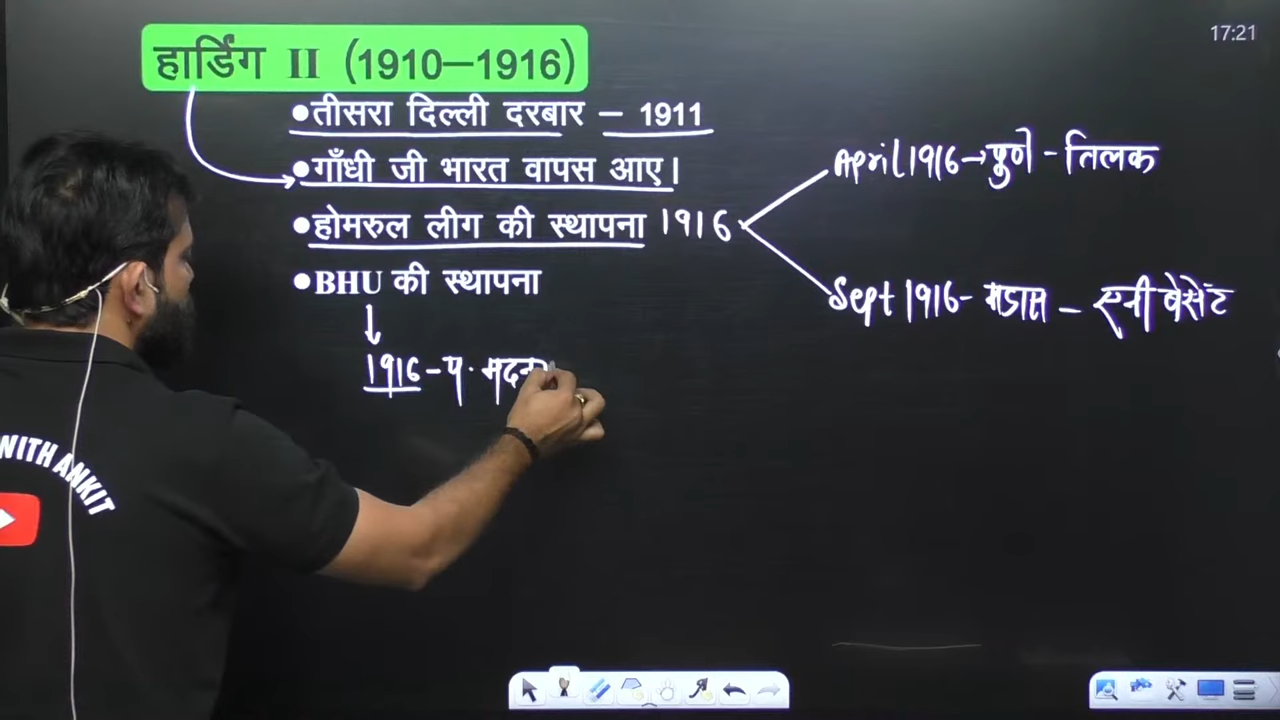 17:21
हार्डिंग II (1910–1916)
•तीसरा दिल्ली दरबार – 1911
•गाँधी जी भारत वापस आए।
•होमरुल लीग की स्थापना 1916
April 1916→पुणे - तिलक
Sept 1916- मद्रास - एनी बेसेंट
•BHU की स्थापना
1916-प. मदन
WITH ANKIT